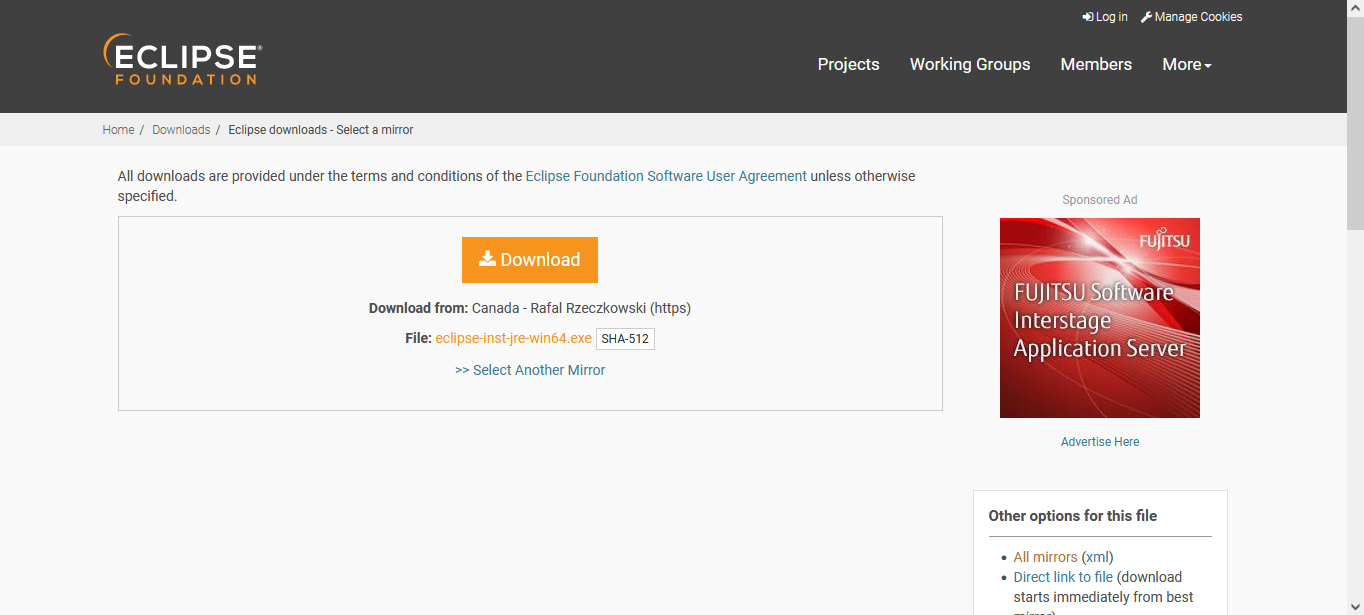 Log in Manage Cookies
ECLIPSE®
FOUNDATION
Projects Working Groups Members More
Home / Downloads / Eclipse downloads - Select a mirror
All downloads are provided under the terms and conditions of the Eclipse Foundation Software User Agreement unless otherwise
specified.
Download
Download from: Canada - Rafal Rzeczkowski (https)
File: eclipse-inst-jre-win64.exe SHA-512
>> Select Another Mirror
Sponsored Ad
FUJITSU
FUJITSU Software
Interstage
Application Server
Advertise Here
Other options for this file
All mirrors (xml)
Direct link to file (download
starts immediately from best
mirror)